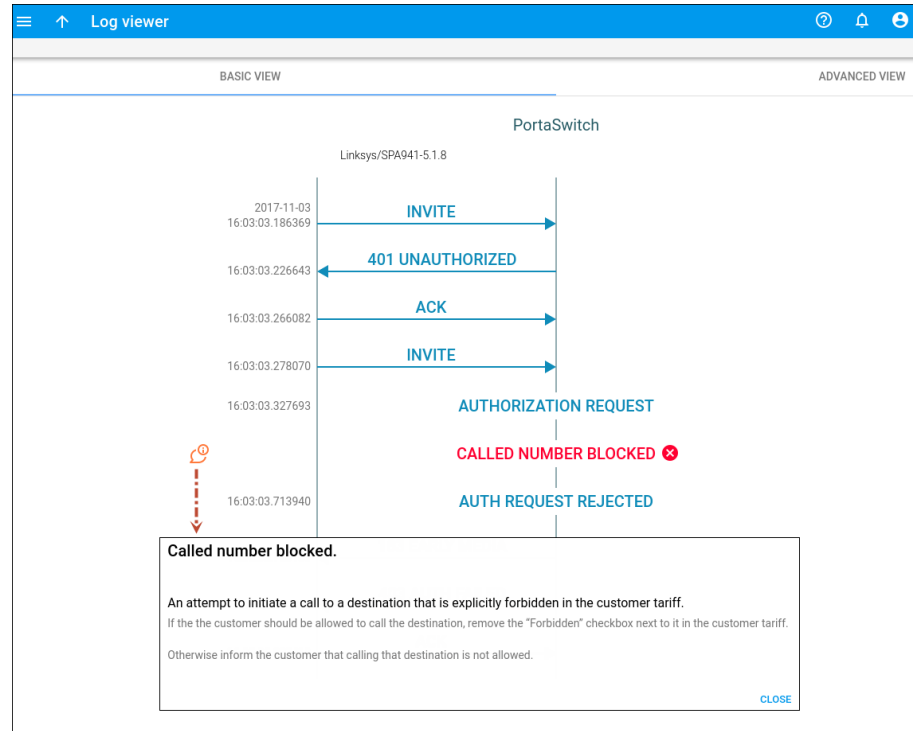 Log viewer
BASIC VIEW
ADVANCED VIEW
PortaSwitch
Linksys/SPA941-5.1.8
2017-11-03
16:03:03.186369
INVITE
16:03:03.226643
401 UNAUTHORIZED
16:03:03.266082
ACK
16:03:03.278070
INVITE
16:03:03.327693
AUTHORIZATION REQUEST
CALLED NUMBER BLOCKED
16:03:03.713940
AUTH REQUEST REJECTED
Called number blocked.
An attempt to initiate a call to a destination that is explicitly forbidden in the customer tariff.
If the the customer should be allowed to call the destination, remove the “Forbidden” checkbox next to it in the customer tariff.
Otherwise inform the customer that calling that destination is not allowed.
CLOSE